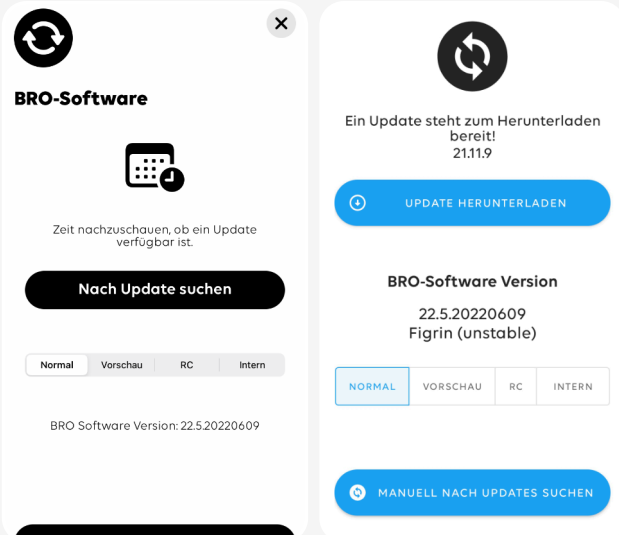 BRO-Software
Zeit nachzuschauen, ob ein Update
verfügbar ist.
Nach Update suchen
Normal Vorschau RC Intern
BRO Software Version: 22.5.20220609
Ein Update steht zum Herunterladen
bereit!
21.11.9
UPDATE HERUNTERLADEN
BRO-Software Version
22.5.20220609
Figrin (unstable)
NORMAL VORSCHAU RC INTERN
MANUELL NACH UPDATES SUCHEN